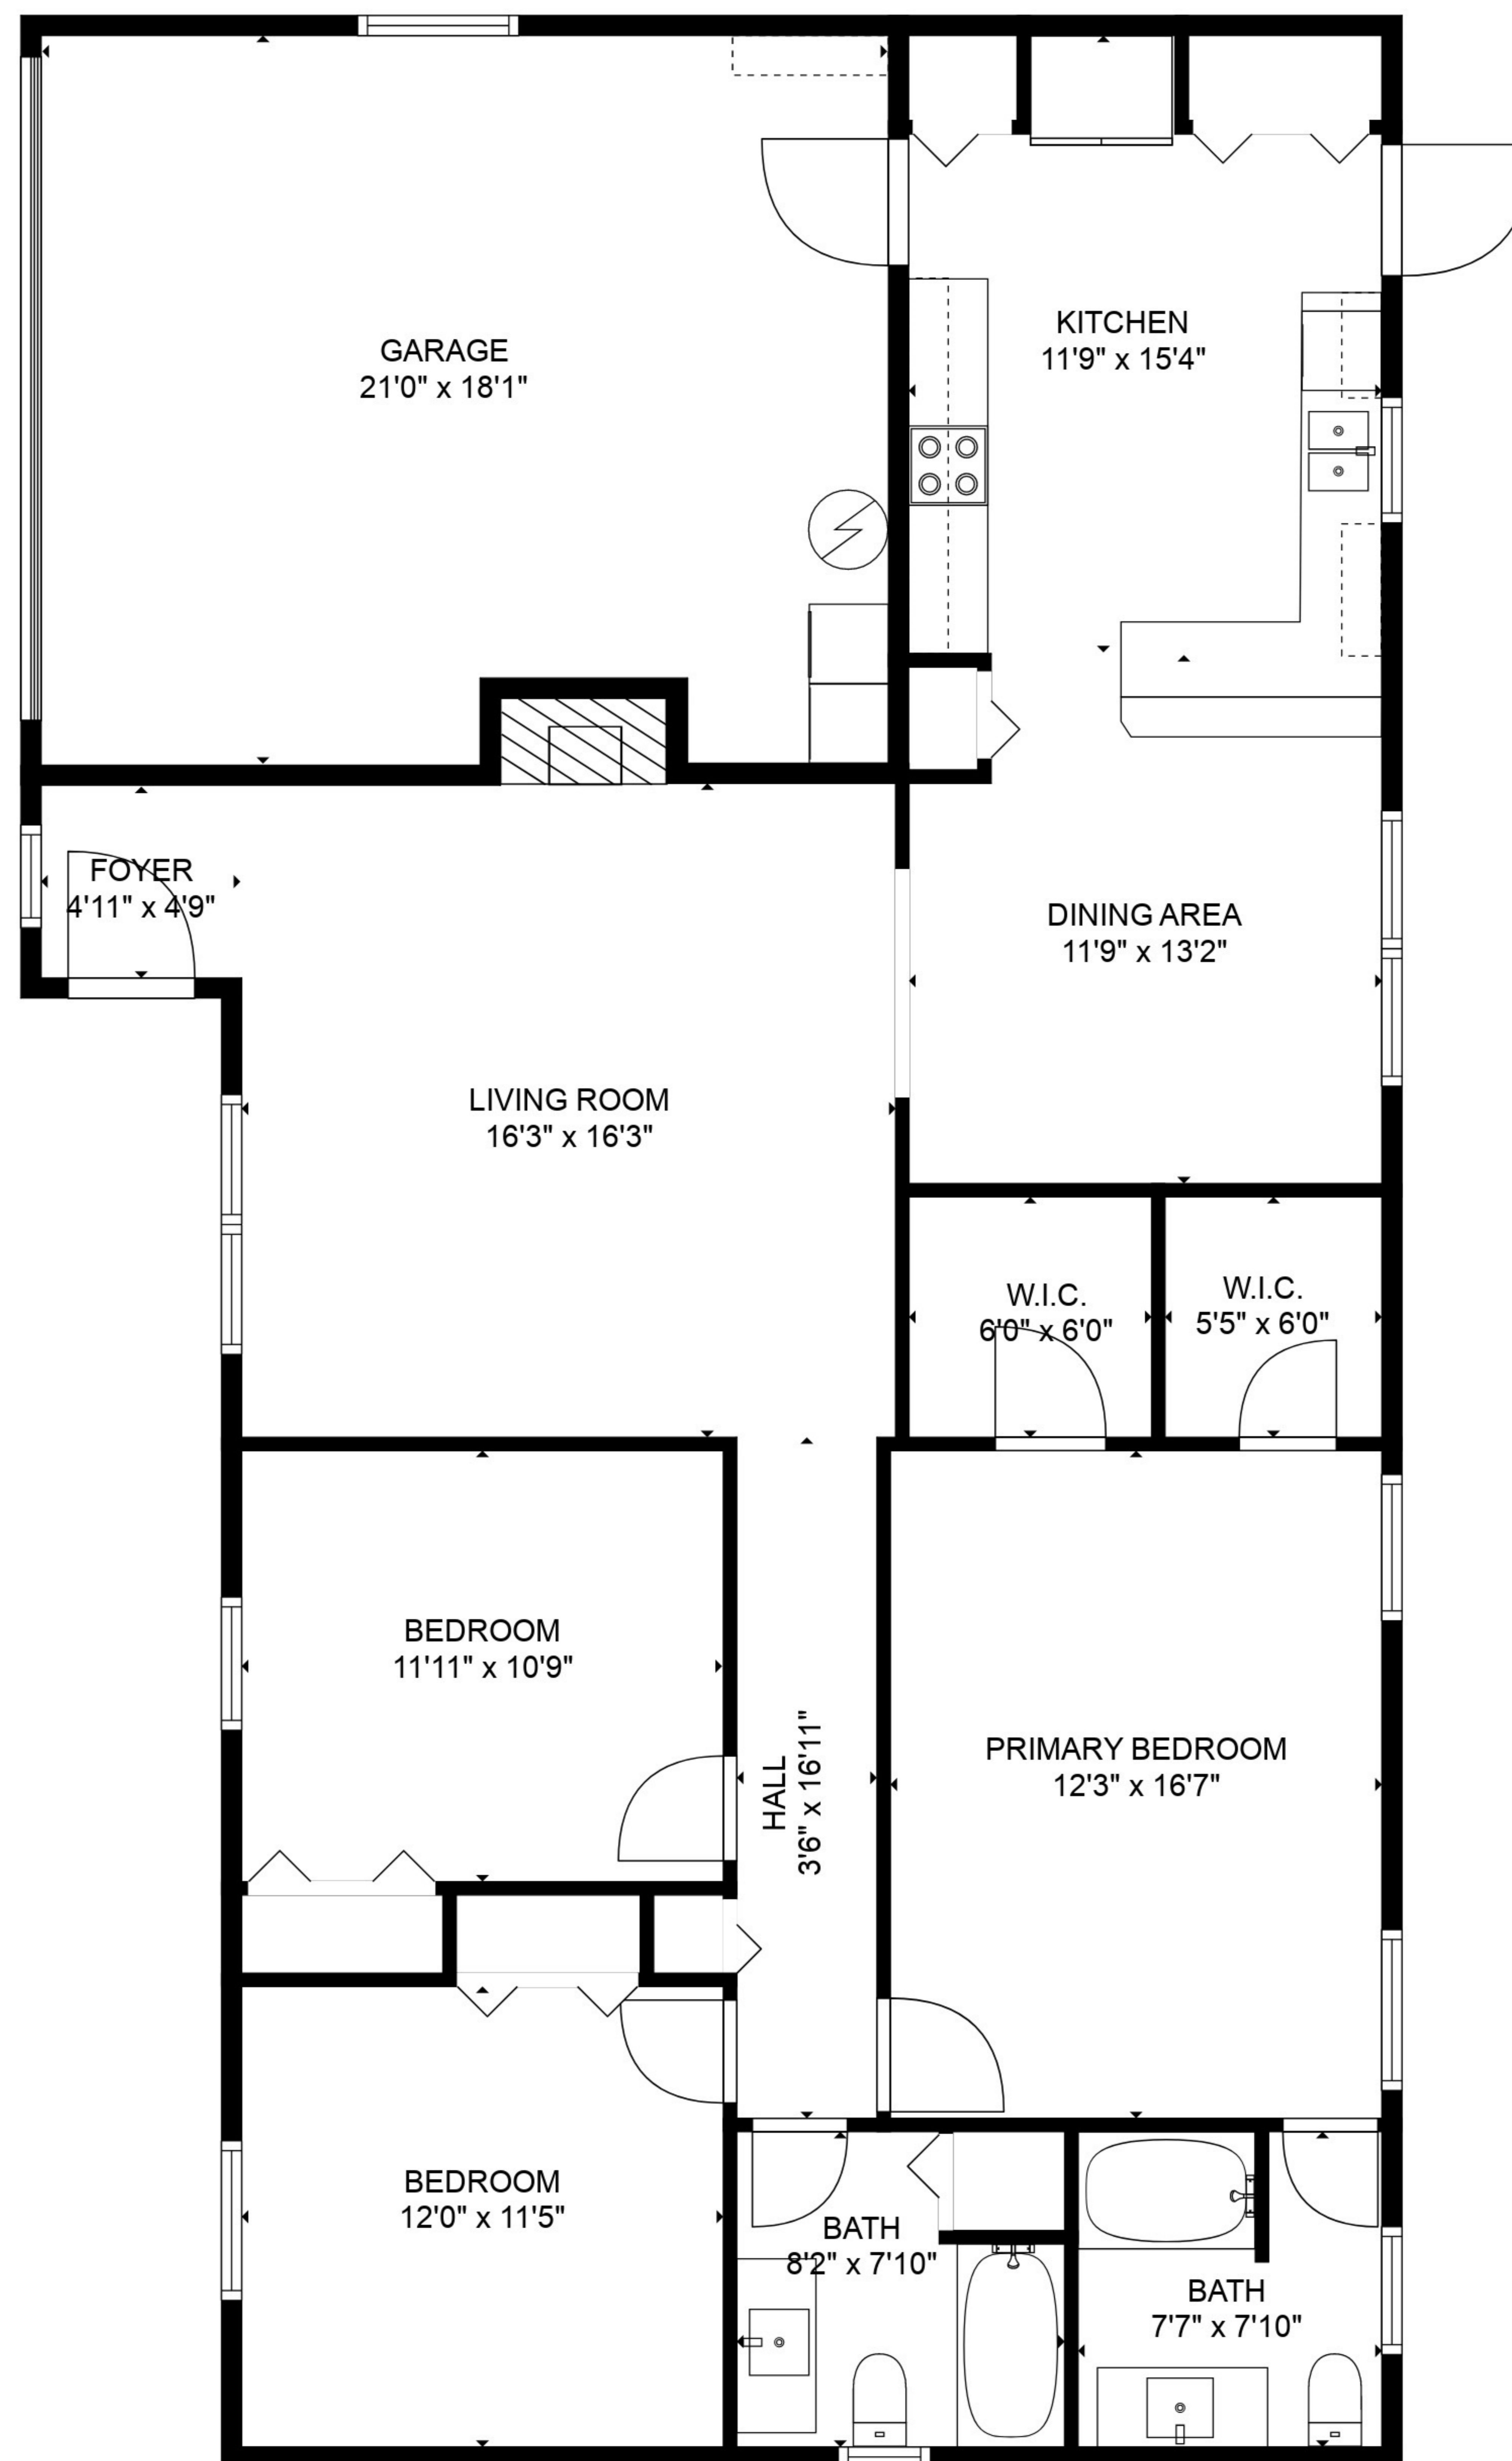 GARAGE
21'0" x 18'1"
KITCHEN
11'9" x 15'4"
FOYER
4'11" x 4'9"
DINING AREA
11'9" x 13'2"
LIVING ROOM
16'3" x 16'3"
W.I.C.
6'0" x 6'0"
W.I.C.
5'5" x 6'0"
BEDROOM
11'11" x 10'9"
HALL
3'6" x 16'11"
PRIMARY BEDROOM
12'3" x 16'7"
BEDROOM
12'0" x 11'5"
BATH
8'2" x 7'10"
BATH
7'7" x 7'10"